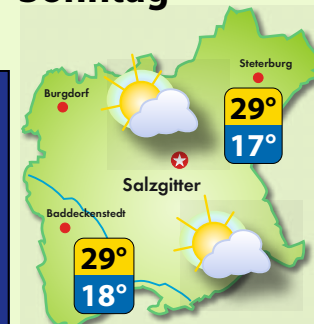 Sonntag
Steterburg
Burgdorf
29°
17°
Salzgitter
Baddeckenstedt
29°
18°